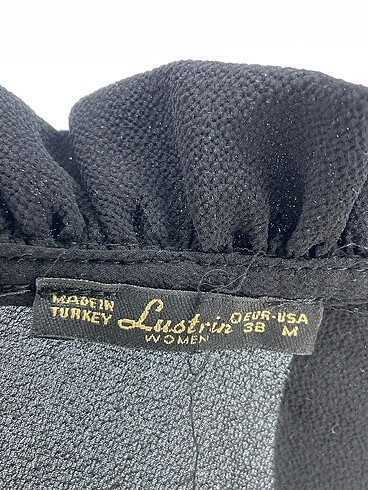 MADE IN
TURKEY
Lustrin
WOMEN
EUR-USA
38 M